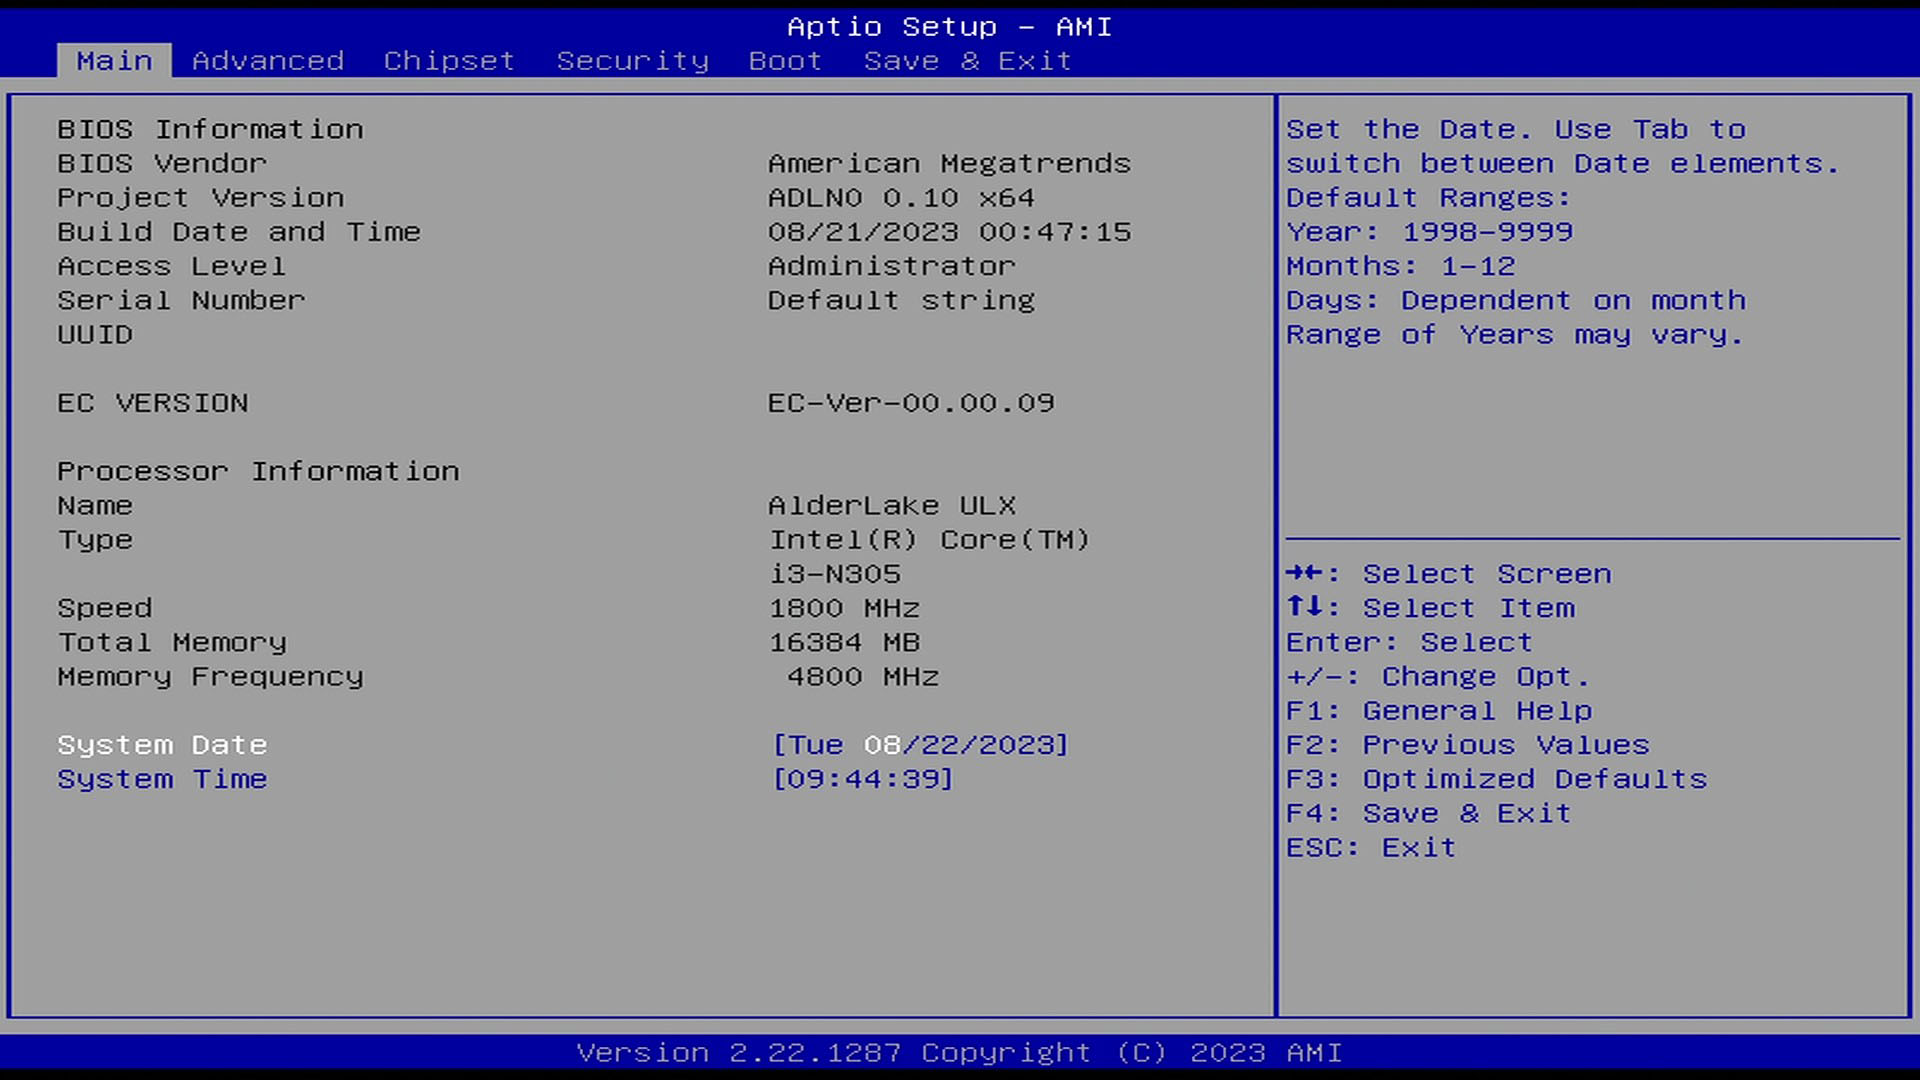 Aptio Setup – AMI
Main Advanced Chipset Security Boot Save & Exit
BIOS Information
BIOS Vendor American Megatrends
Project Version ADLN0 0.10 x64
Build Date and Time 08/21/2023 00:47:15
Access Level Administrator
Serial Number Default string
UUID
EC VERSION EC-Ver-00.00.09
Processor Information
Name AlderLake ULX
Type Intel(R) Core(TM)
i3-N305
Speed 1800 MHz
Total Memory 16384 MB
Memory Frequency 4800 MHz
System Date [Tue 08/22/2023]
System Time [09:44:39]
Set the Date. Use Tab to
switch between Date elements.
Default Ranges:
Year: 1998-9999
Months: 1-12
Days: Dependent on month
Range of Years may vary.
→←: Select Screen
↑↓: Select Item
Enter: Select
+/-: Change Opt.
F1: General Help
F2: Previous Values
F3: Optimized Defaults
F4: Save & Exit
ESC: Exit
Version 2.22.1287 Copyright (C) 2023 AMI